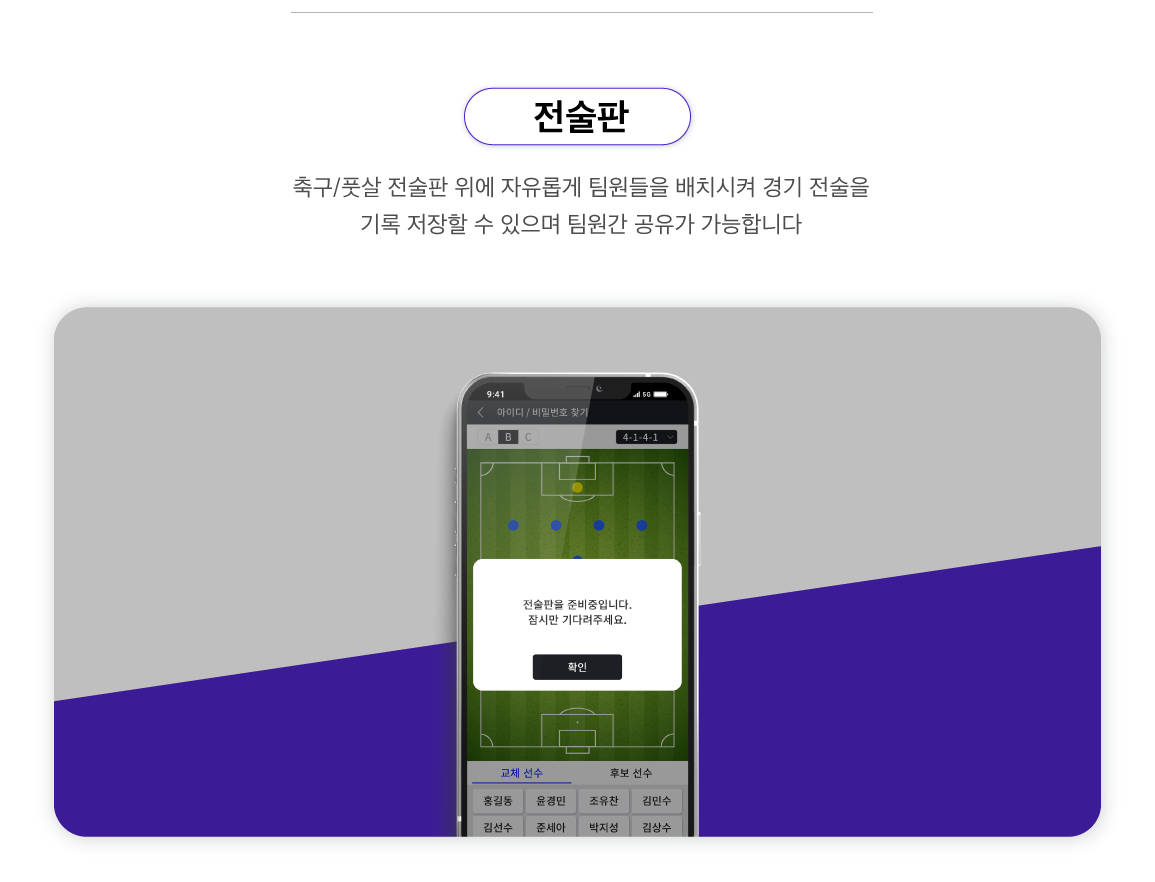 전술판
축구/풋살 전술판 위에 자유롭게 팀원들을 배치시켜 경기 전술을
기록 저장할 수 있으며 팀원간 공유가 가능합니다
9:41 5G
아이디 / 비밀번호 찾기
A B C 4-1-4-1
전술판을 준비중입니다.
잠시만 기다려주세요.
확인
교체 선수 후보 선수
홍길동 윤경민 조유찬 김민수
김선수 준세아 박지성 김상수